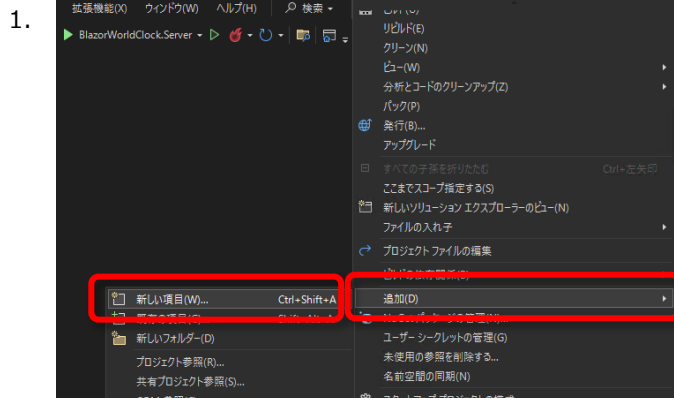 1.
拡張機能(X) ウィンドウ(W) ヘルプ(H) 検索
BlazorWorldClock.Server
リビルド(E)
クリーン(N)
ビュー(W)
分析とコードのクリーンアップ(Z)
パック(P)
発行(B)...
アップグレード
すべての子孫を折りたたむ Ctrl+左矢印
ここまでスコープ指定する(S)
新しいソリューション エクスプローラーのビュー(N)
ファイルの入れ子
プロジェクト ファイルの編集
追加(D)
新しい項目(W)... Ctrl+Shift+A
新しいフォルダー(D)
プロジェクト参照(R)...
共有プロジェクト参照(S)...
ユーザー シークレットの管理(G)
未使用の参照を削除する...
名前空間の同期(N)